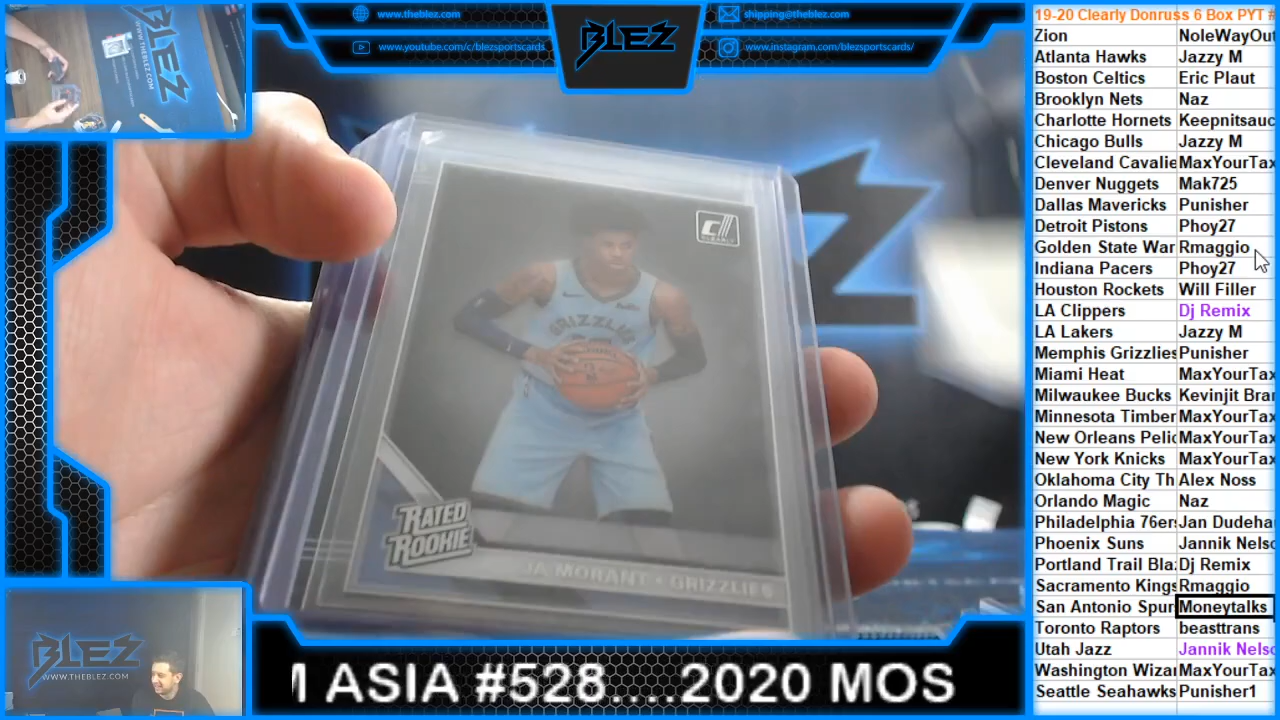 www.theblez.com
BLEZ
shipping@theblez.com
www.youtube.com/c/blezsportscards
www.instagram.com/blezsportscards/
BLEZ
WWW.THEBLEZ.COM
CLEARLY
GRIZZLIES
RATED
ROOKIE
JA MORANT • GRIZZLIES
BLEZ
WWW.THEBLEZ.COM
M ASIA #528....2020 MOS
19-20 Clearly Donruss 6 Box PYT #
Zion NoleWayOut
Atlanta Hawks Jazzy M
Boston Celtics Eric Plaut
Brooklyn Nets Naz
Charlotte Hornets Keepnitsauc
Chicago Bulls Jazzy M
Cleveland Cavalie MaxYourTax
Denver Nuggets Mak725
Dallas Mavericks Punisher
Detroit Pistons Phoy27
Golden State War Rmaggio
Indiana Pacers Phoy27
Houston Rockets Will Filler
LA Clippers Dj Remix
LA Lakers Jazzy M
Memphis Grizzlies Punisher
Miami Heat MaxYourTax
Milwaukee Bucks Kevinjit Brar
Minnesota Timber MaxYourTax
New Orleans Pelic MaxYourTax
New York Knicks MaxYourTax
Oklahoma City Th Alex Noss
Orlando Magic Naz
Philadelphia 76ers Jan Dudeha
Phoenix Suns Jannik Nelso
Portland Trail Bla Dj Remix
Sacramento Kings Rmaggio
San Antonio Spur Moneytalks
Toronto Raptors beasttrans
Utah Jazz Jannik Nelso
Washington Wizar MaxYourTax
Seattle Seahawks Punisher1